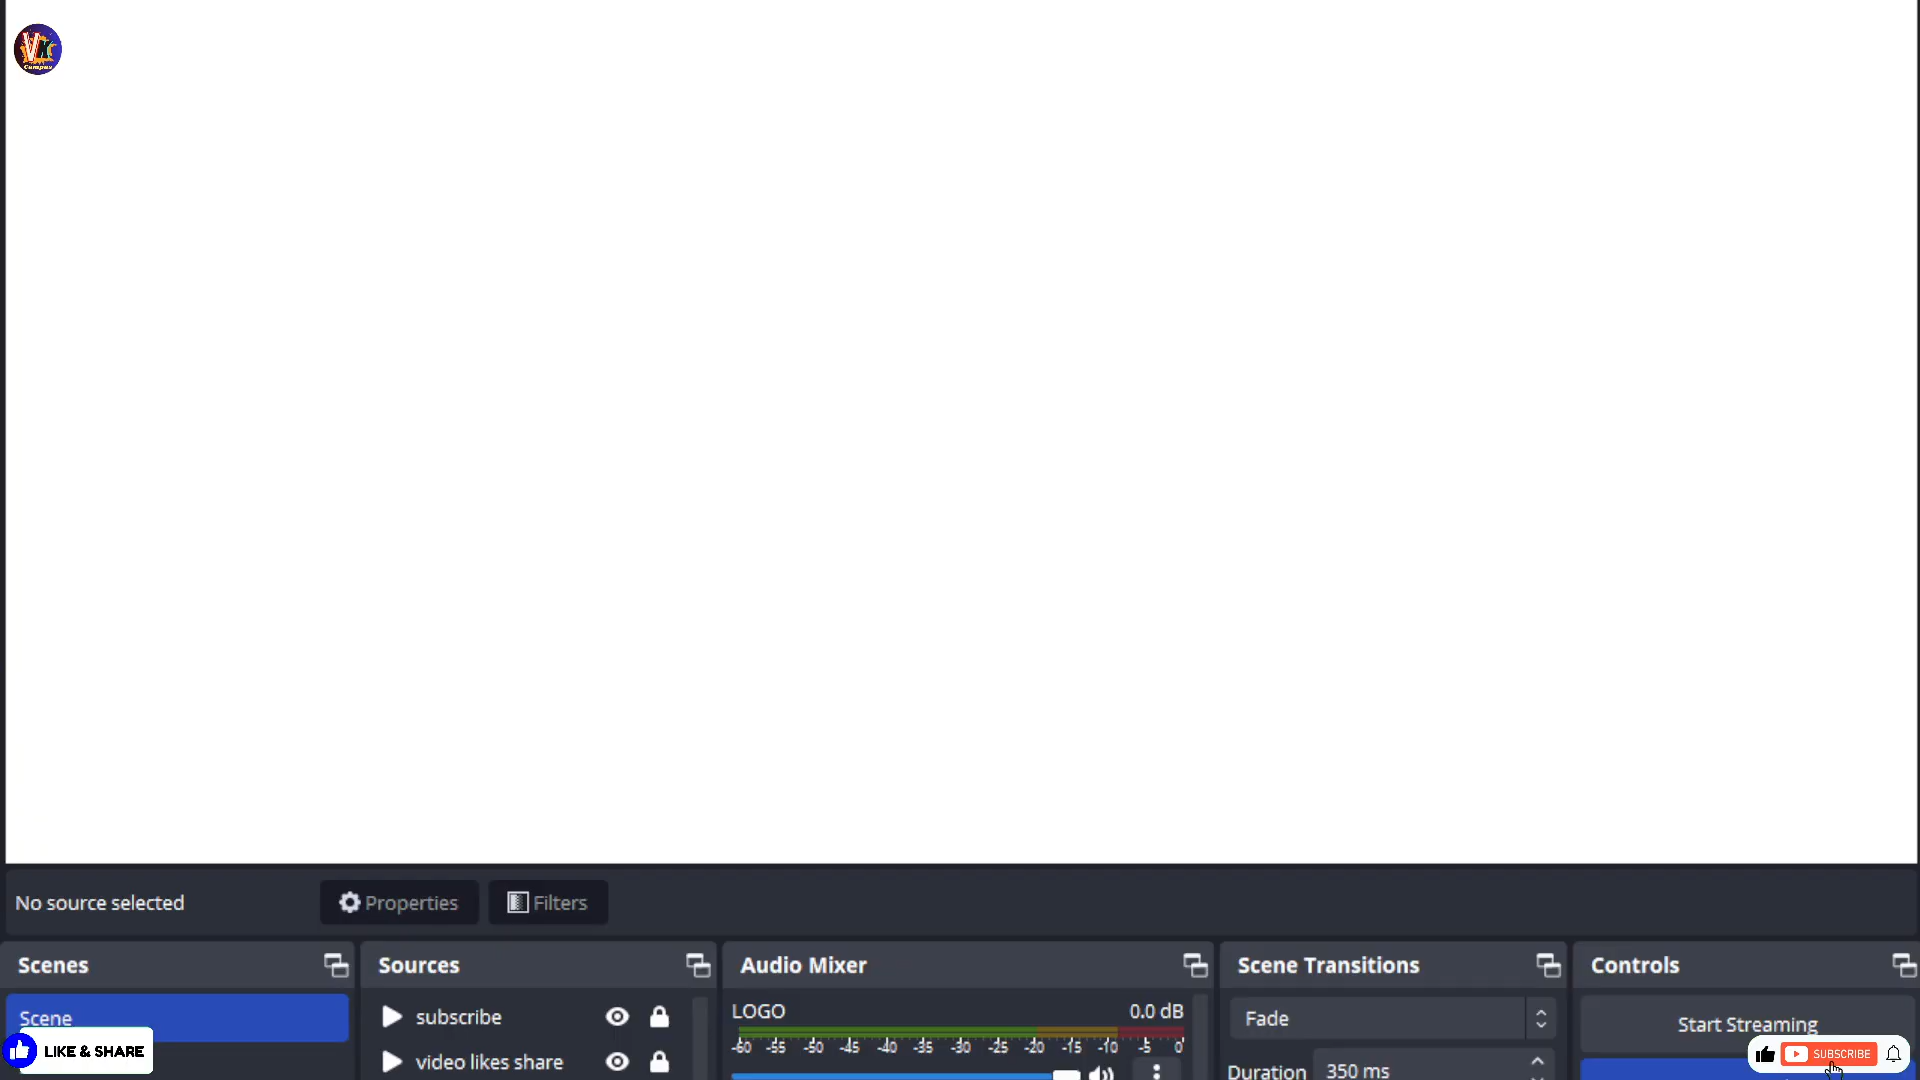 VK
Campus
No source selected
Properties
Filters
Scenes
Sources
Audio Mixer
Scene Transitions
Controls
Scene
subscribe
LOGO
0.0 dB
Fade
Start Streaming
-60 -55 -50 -45 -40 -35 -30 -25 -20 -15 -10 -5 0
LIKE & SHARE
video likes share
Duration
350 ms
SUBSCRIBE